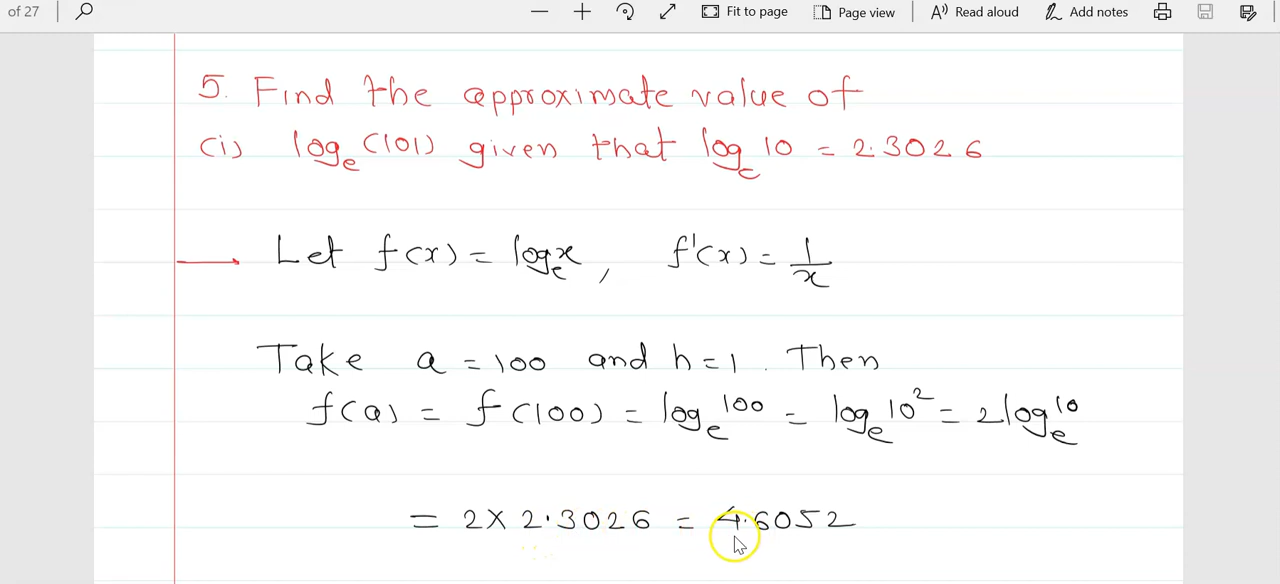 of 27 Fit to page Page view Read aloud Add notes
5. Find the approximate value of
(i) logₑ(101) given that logₑ10 = 2.3026
Let f(x) = logₑx, f'(x) = 1/x
Take a = 100 and h = 1. Then
f(a) = f(100) = logₑ100 = logₑ10² = 2logₑ10
= 2 × 2.3026 = 4.6052